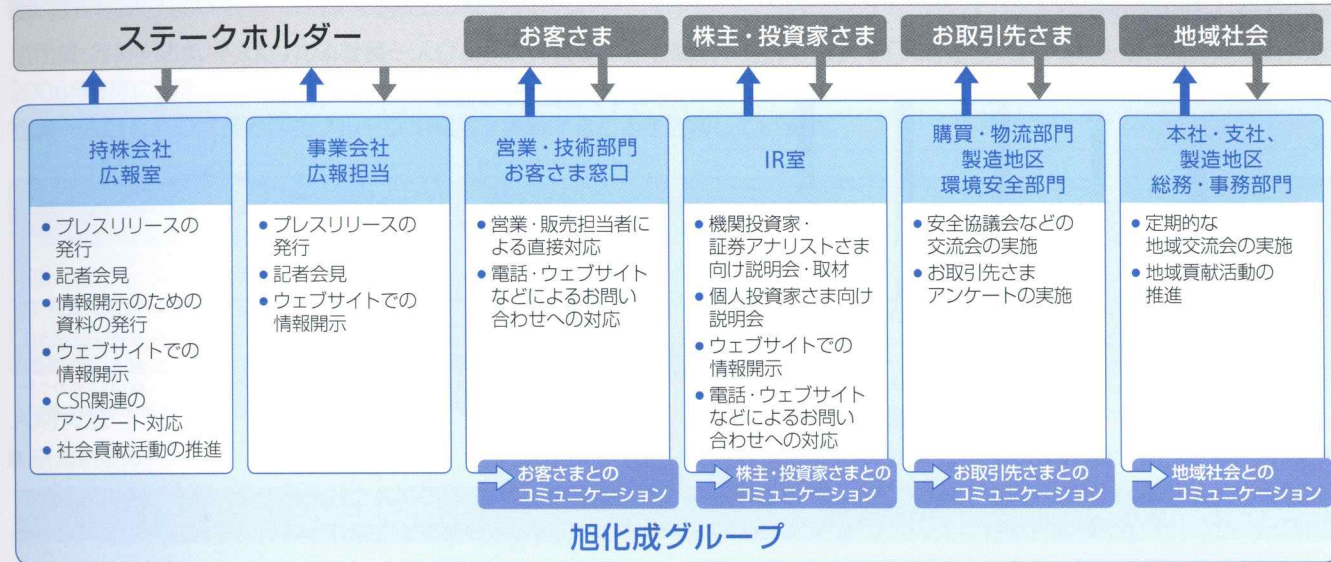 ステークホルダー
お客さま
株主・投資家さま
お取引先さま
地域社会
持株会社
広報室
• プレスリリースの
発行
• 記者会見
• 情報開示のための
資料の発行
• ウェブサイトでの
情報開示
• CSR関連の
アンケート対応
• 社会貢献活動の推進
事業会社
広報担当
• プレスリリースの
発行
• 記者会見
• ウェブサイトでの
情報開示
営業・技術部門
お客さま窓口
• 営業・販売担当者に
よる直接対応
• 電話・ウェブサイト
などによるお問い
合わせへの対応
お客さまとの
コミュニケーション
IR室
• 機関投資家・
証券アナリストさま
向け説明会・取材
• 個人投資家さま向け
説明会
• ウェブサイトでの
情報開示
• 電話・ウェブサイト
などによるお問い
合わせへの対応
株主・投資家さまとの
コミュニケーション
購買・物流部門
製造地区
環境安全部門
• 安全協議会などの
交流会の実施
• お取引先さま
アンケートの実施
お取引先さまとの
コミュニケーション
本社・支社、
製造地区
総務・事務部門
• 定期的な
地域交流会の実施
• 地域貢献活動の
推進
地域社会との
コミュニケーション
旭化成グループ